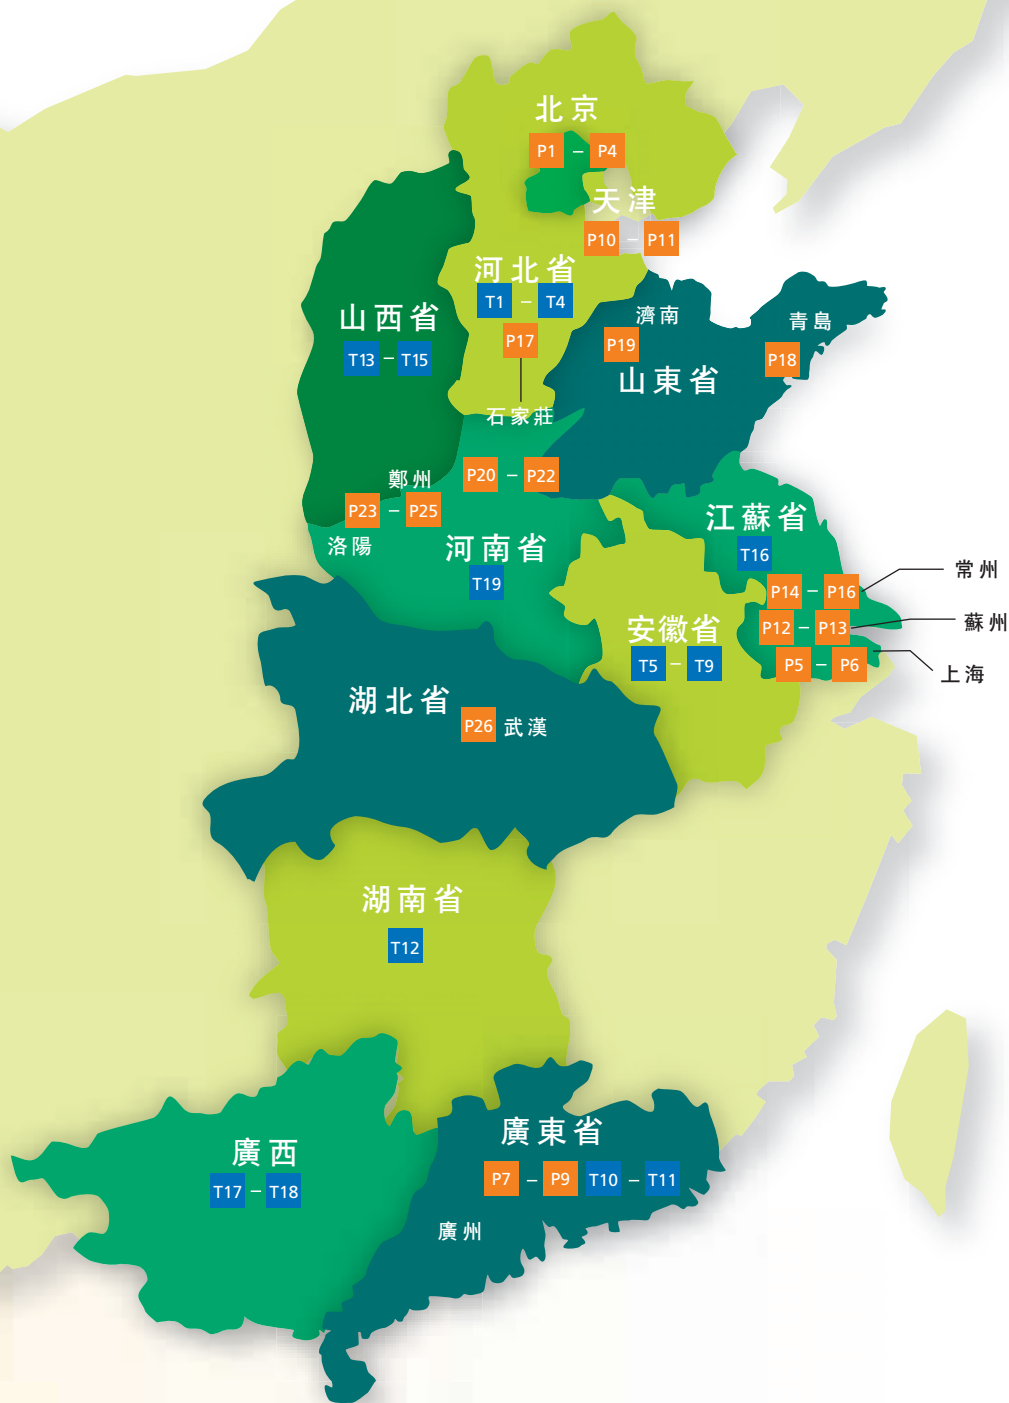 北京
P1 – P4
天津
P10 – P11
河北省
T1 – T4
P17
石家莊
山西省
T13 – T15
濟南
P19
青島
P18
山東省
P20 – P22
鄭州
P23 – P25
洛陽
河南省
T19
江蘇省
T16
P14 – P16
常州
P12 – P13
蘇州
P5 – P6
上海
安徽省
T5 – T9
湖北省
P26 武漢
湖南省
T12
廣西
T17 – T18
廣東省
P7 – P9 T10 – T11
廣州